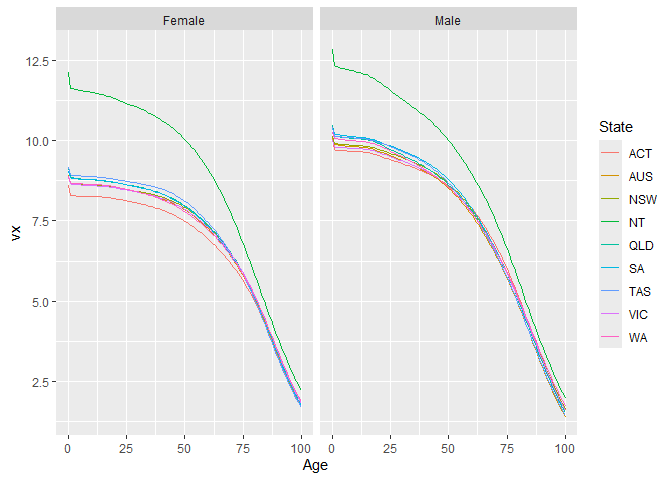 Female
Male
vx
12.5
10.0
7.5
5.0
2.5
0
25
50
75
100
0
25
50
75
100
Age
State
ACT
AUS
NSW
NT
QLD
SA
TAS
VIC
WA